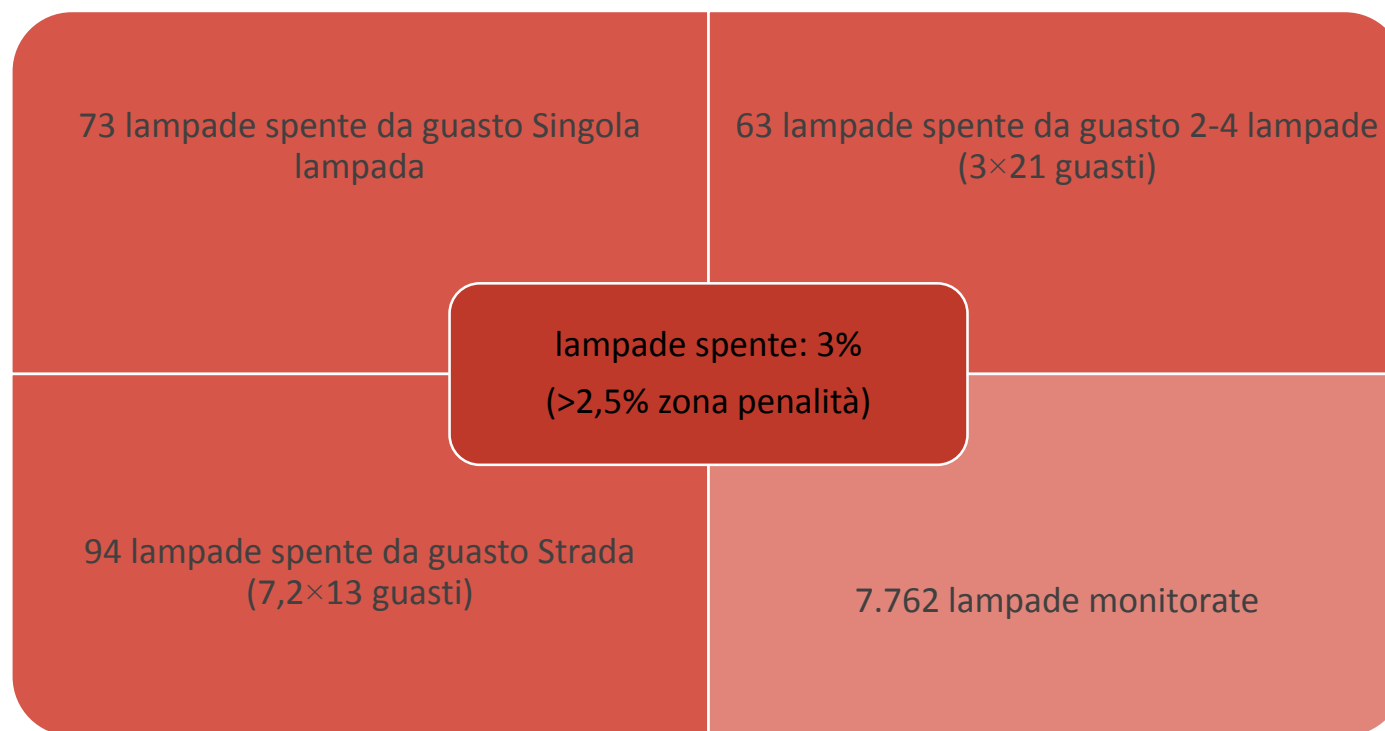 73 lampade spente da guasto Singola
lampada
63 lampade spente da guasto 2-4 lampade
(3×21 guasti)
lampade spente: 3%
(>2,5% zona penalità)
94 lampade spente da guasto Strada
(7,2×13 guasti)
7.762 lampade monitorate